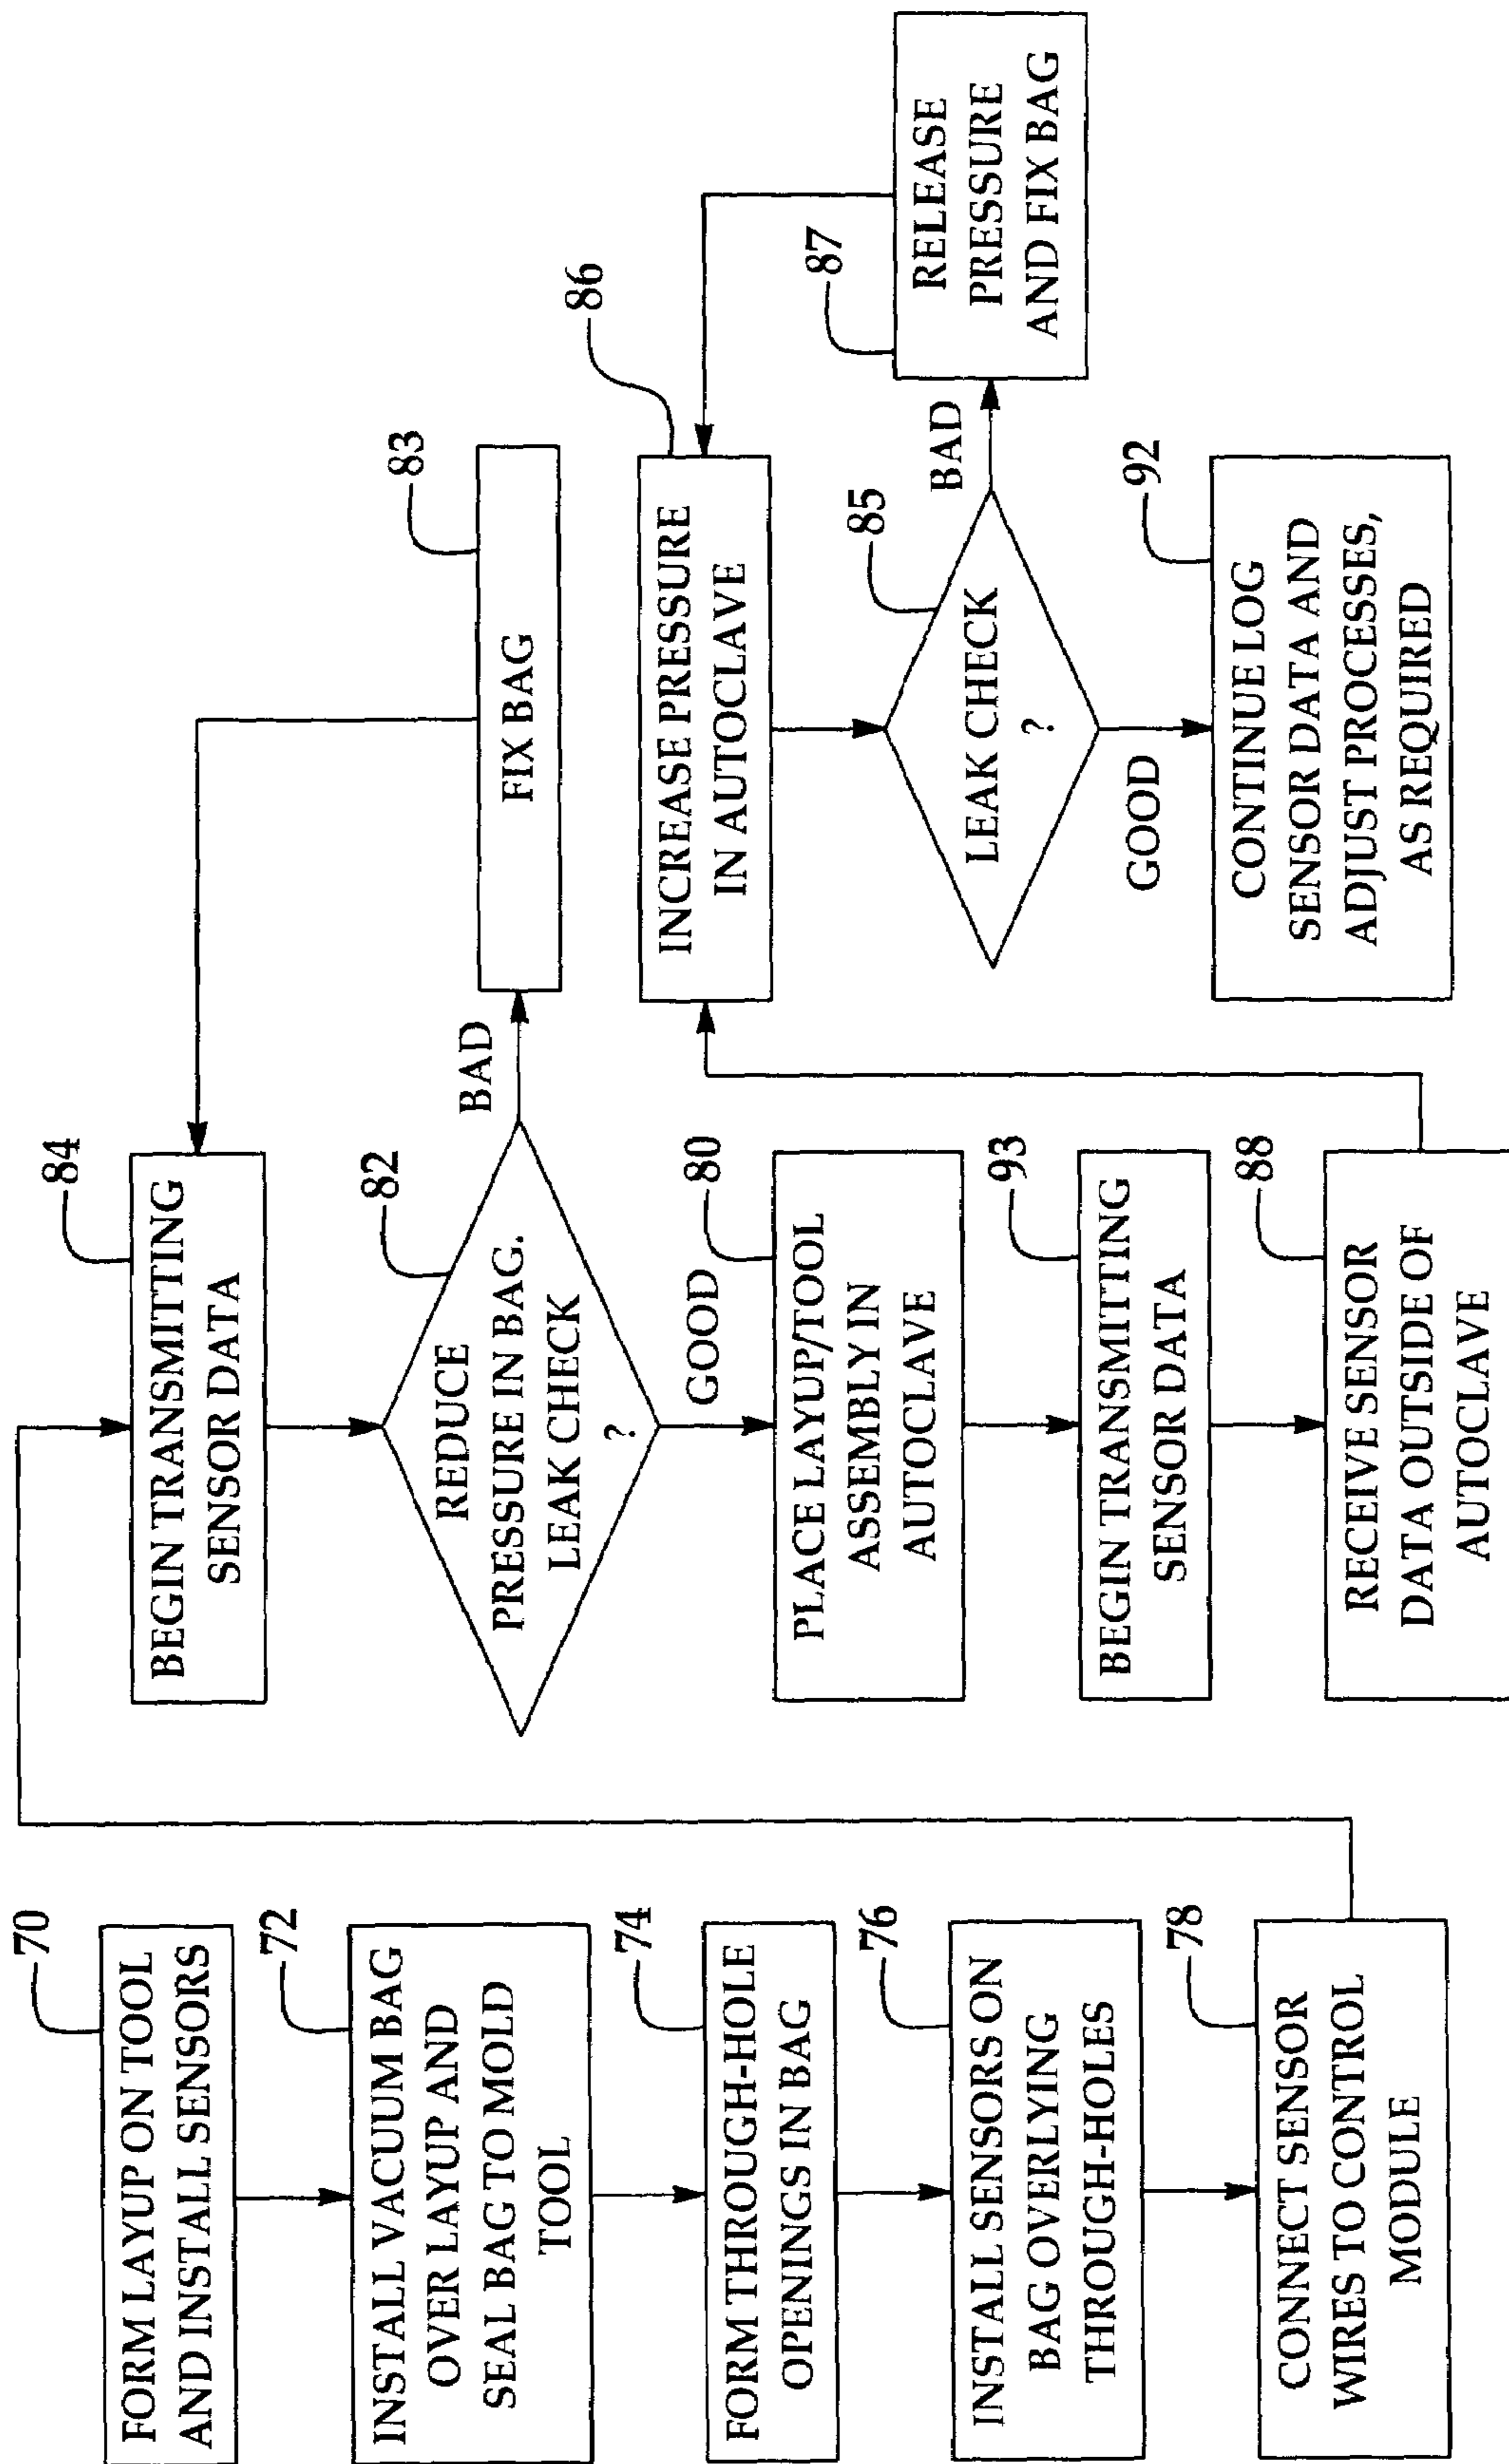 70
FORM LAYUP ON TOOL
AND INSTALL SENSORS
72
INSTALL VACUUM BAG
OVER LAYUP AND
SEAL BAG TO MOLD
TOOL
74
FORM THROUGH-HOLE
OPENINGS IN BAG
76
INSTALL SENSORS ON
BAG OVERLYING
THROUGH-HOLES
78
CONNECT SENSOR
WIRES TO CONTROL
MODULE
84
BEGIN TRANSMITTING
SENSOR DATA
82
REDUCE
PRESSURE IN BAG.
LEAK CHECK
?
BAD
GOOD
83
FIX BAG
80
PLACE LAYUP/TOOL
ASSEMBLY IN
AUTOCLAVE
93
BEGIN TRANSMITTING
SENSOR DATA
88
RECEIVE SENSOR
DATA OUTSIDE OF
AUTOCLAVE
86
INCREASE PRESSURE
IN AUTOCLAVE
85
LEAK CHECK
?
BAD
GOOD
87
RELEASE
PRESSURE
AND FIX BAG
92
CONTINUE LOG
SENSOR DATA AND
ADJUST PROCESSES,
AS REQUIRED